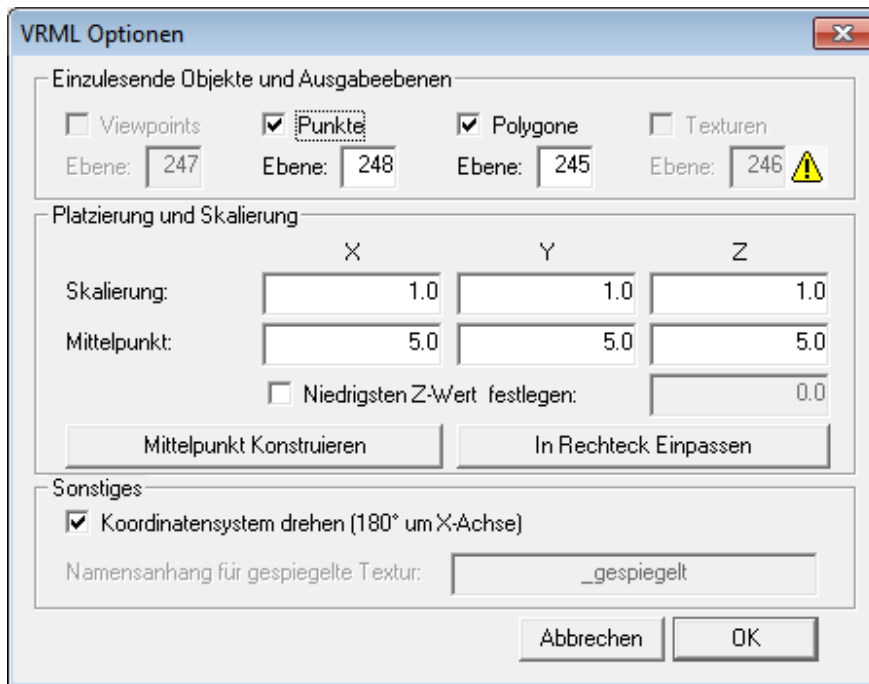 VRML Optionen
Einzulesende Objekte und Ausgabeebenen
Viewpoints Punkte Polygone Texturen
Ebene: 247 Ebene: 248 Ebene: 245 Ebene: 246
Platzierung und Skalierung
X Y Z
Skalierung: 1.0 1.0 1.0
Mittelpunkt: 5.0 5.0 5.0
Niedrigsten Z-Wert festlegen: 0.0
Mittelpunkt Konstruieren In Rechteck Einpassen
Sonstiges
Koordinatensystem drehen (180° um X-Achse)
Namensanhang für gespiegelte Textur: _gespiegelt
Abbrechen OK